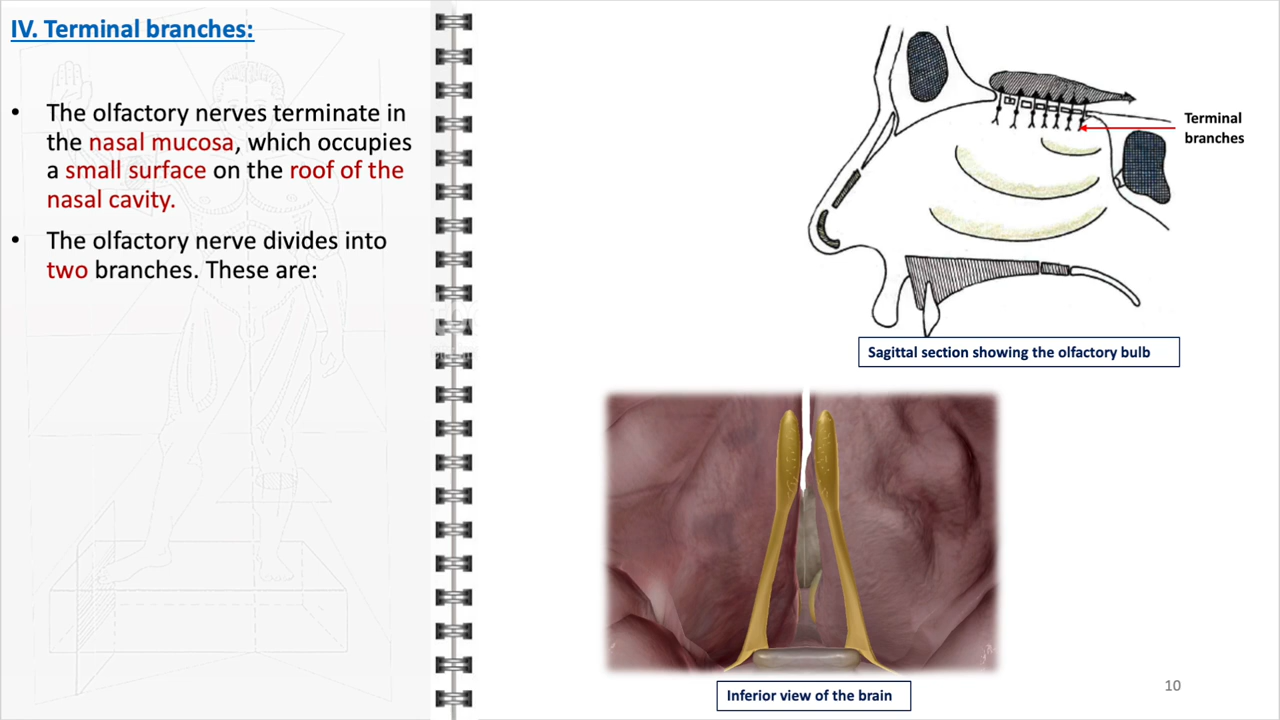 IV. Terminal branches:
• The olfactory nerves terminate in
the nasal mucosa, which occupies
a small surface on the roof of the
nasal cavity.
• The olfactory nerve divides into
two branches. These are:
Terminal
branches
Sagittal section showing the olfactory bulb
Inferior view of the brain
10